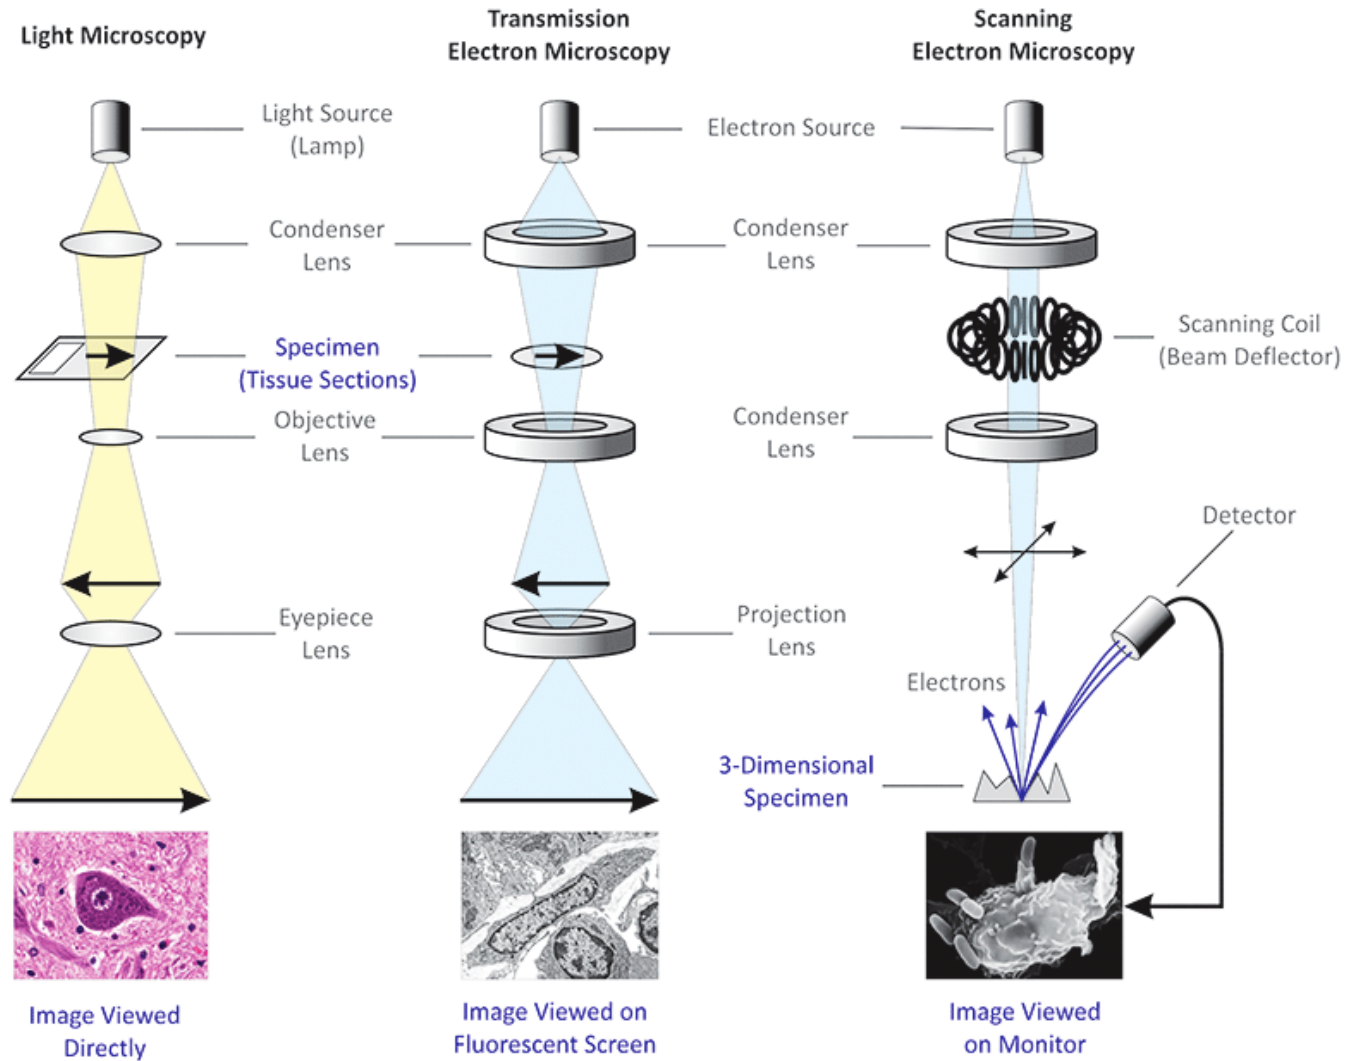 Light Microscopy
Transmission
Electron Microscopy
Scanning
Electron Microscopy
Light Source
(Lamp)
Electron Source
Condenser
Lens
Condenser
Lens
Scanning Coil
(Beam Deflector)
Specimen
(Tissue Sections)
Objective
Lens
Condenser
Lens
Detector
Eyepiece
Lens
Projection
Lens
Electrons
3-Dimensional
Specimen
Image Viewed
Directly
Image Viewed on
Fluorescent Screen
Image Viewed
on Monitor